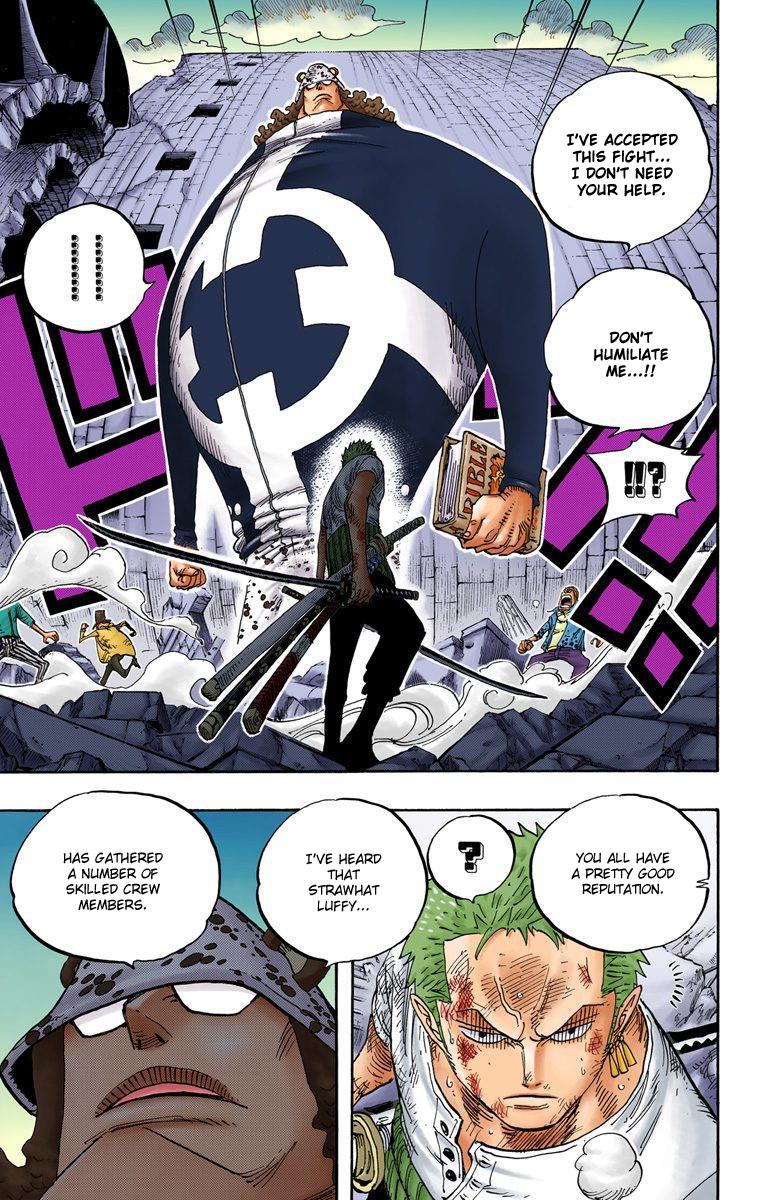 I'VE ACCEPTED
THIS FIGHT...
I DON'T NEED
YOUR HELP.
DON'T
HUMILIATE
ME...!!
!!?
!!
BIBLE
YOU ALL HAVE
A PRETTY GOOD
REPUTATION.
?
I'VE HEARD
THAT
STRAWHAT
LUFFY...
HAS GATHERED
A NUMBER OF
SKILLED CREW
MEMBERS.